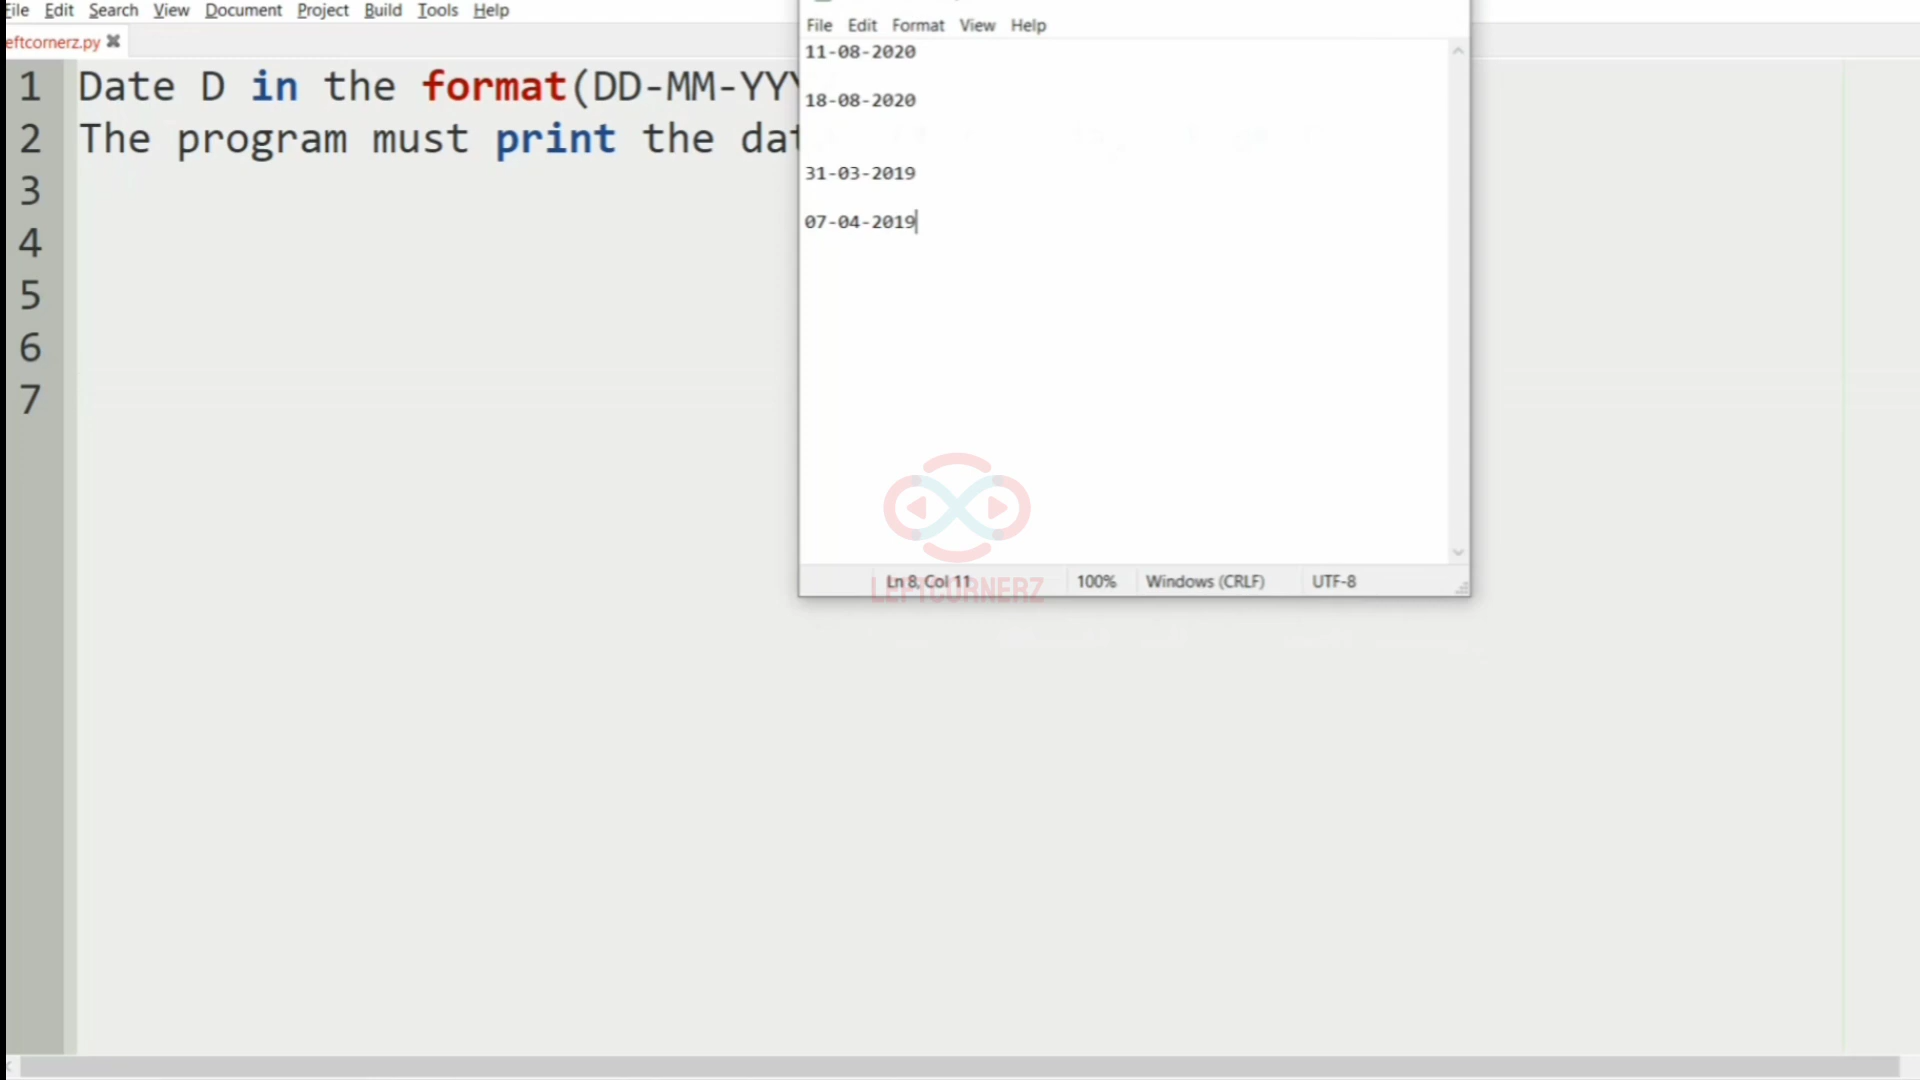 File Edit Search View Document Project Build Tools Help
eftcornerz.py
1 Date D in the format(DD-MM-YYY
2 The program must print the dat
3
4
5
6
7
File Edit Format View Help
11-08-2020
18-08-2020
31-03-2019
07-04-2019
Ln 8, Col 11 100% Windows (CRLF) UTF-8
LEFTCORNERZ